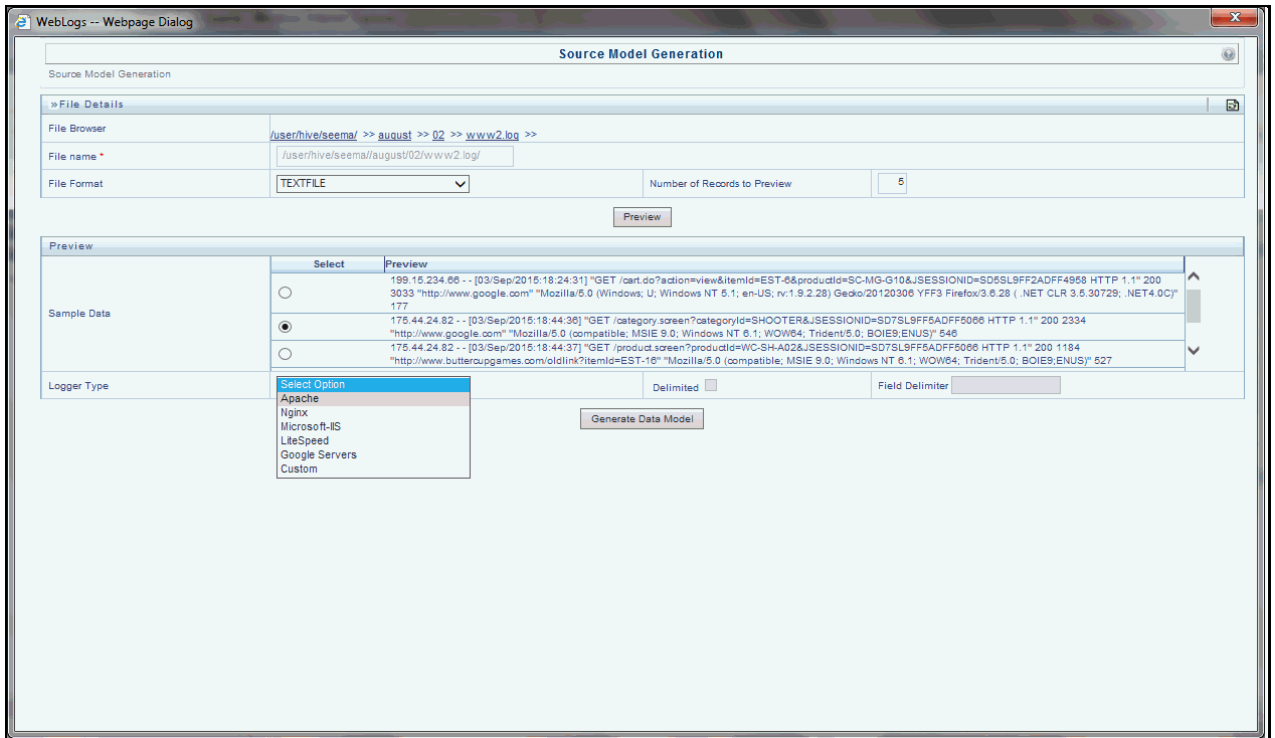 WebLogs -- Webpage Dialog
Source Model Generation
Source Model Generation
»File Details
File Browser
/user/hive/seema/ >> august >> 02 >> www2.log >>
File name *
/user/hive/seema//august/02/www2.log/
File Format
TEXTFILE
Number of Records to Preview
5
Preview
Preview
Select
Preview
Sample Data
199.15.234.66 - - [03/Sep/2015:18:24:31] "GET /cart.do?action=view&itemId=EST-6&productId=SC-MG-G10&JSESSIONID=SD5SL9FF2ADFF4958 HTTP 1.1" 200
3033 "http://www.google.com" "Mozilla/5.0 (Windows; U; Windows NT 5.1; en-US; rv:1.9.2.28) Gecko/20120306 YFF3 Firefox/3.6.28 ( .NET CLR 3.5.30729; .NET4.0C)"
177
175.44.24.82 - - [03/Sep/2015:18:44:36] "GET /category.screen?categoryId=SHOOTER&JSESSIONID=SD7SL9FF5ADFF5066 HTTP 1.1" 200 2334
"http://www.google.com" "Mozilla/5.0 (compatible; MSIE 9.0; Windows NT 6.1; WOW64; Trident/5.0; BOIE9;ENUS)" 546
175.44.24.82 - - [03/Sep/2015:18:44:37] "GET /product.screen?productId=WC-SH-A02&JSESSIONID=SD7SL9FF5ADFF5066 HTTP 1.1" 200 1184
"http://www.buttercupgames.com/oldlink?itemId=EST-16" "Mozilla/5.0 (compatible; MSIE 9.0; Windows NT 6.1; WOW64; Trident/5.0; BOIE9;ENUS)" 527
Logger Type
Select Option
Apache
Nginx
Microsoft-IIS
LiteSpeed
Google Servers
Custom
Delimited
Field Delimiter
Generate Data Model